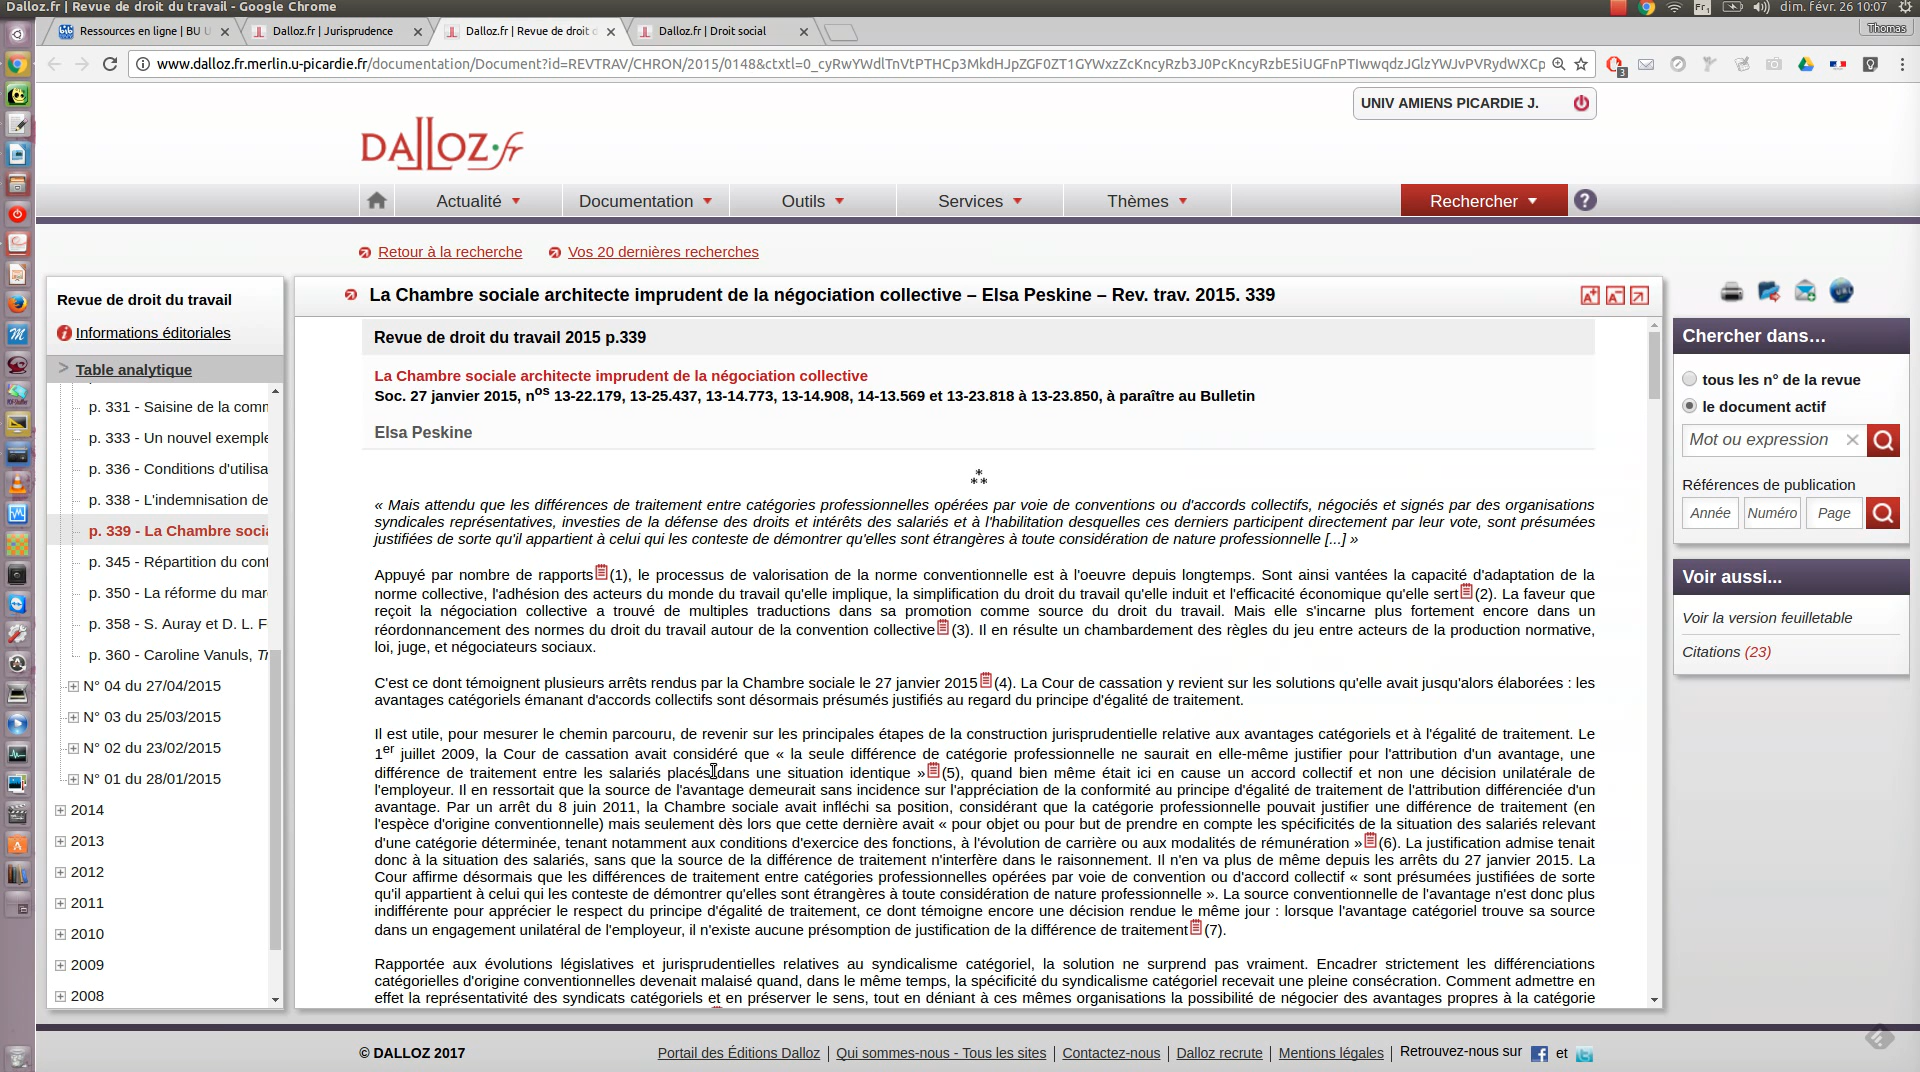 Dalloz.fr | Revue de droit du travail - Google Chrome
Fr₁
dim. févr. 26 10:07
Ressources en ligne | BU U
Dalloz.fr | Jurisprudence
Dalloz.fr | Revue de droit d
Dalloz.fr | Droit social
Thomas
www.dalloz.fr.merlin.u-picardie.fr/documentation/Document?id=REVTRAV/CHRON/2015/0148&ctxtl=0_cyRwYWdlTnVtPTHCp3MkdHJpZGF0ZT1GYWxzZcKncyRzb3J0PcKncyRzbE5iUGFnPTIwwqdzJGlzYWJvPVRydWXCp
3
UNIV AMIENS PICARDIE J.
DALLOZ.fr
Actualité
Documentation
Outils
Services
Thèmes
Rechercher
?
Retour à la recherche
Vos 20 dernières recherches
Revue de droit du travail
Informations éditoriales
> Table analytique
p. 331 - Saisine de la comm
p. 333 - Un nouvel exemple
p. 336 - Conditions d'utilisa
p. 338 - L'indemnisation de
p. 339 - La Chambre socia
p. 345 - Répartition du cont
p. 350 - La réforme du mar
p. 358 - S. Auray et D. L. F
p. 360 - Caroline Vanuls, Tr
N° 04 du 27/04/2015
N° 03 du 25/03/2015
N° 02 du 23/02/2015
N° 01 du 28/01/2015
2014
2013
2012
2011
2010
2009
2008
La Chambre sociale architecte imprudent de la négociation collective – Elsa Peskine – Rev. trav. 2015. 339
A+ A-
Revue de droit du travail 2015 p.339
La Chambre sociale architecte imprudent de la négociation collective
Soc. 27 janvier 2015, nos 13-22.179, 13-25.437, 13-14.773, 13-14.908, 14-13.569 et 13-23.818 à 13-23.850, à paraître au Bulletin
Elsa Peskine
*
**
« Mais attendu que les différences de traitement entre catégories professionnelles opérées par voie de conventions ou d'accords collectifs, négociés et signés par des organisations
syndicales représentatives, investies de la défense des droits et intérêts des salariés et à l'habilitation desquelles ces derniers participent directement par leur vote, sont présumées
justifiées de sorte qu'il appartient à celui qui les conteste de démontrer qu'elles sont étrangères à toute considération de nature professionnelle [...] »
Appuyé par nombre de rapports(1), le processus de valorisation de la norme conventionnelle est à l'oeuvre depuis longtemps. Sont ainsi vantées la capacité d'adaptation de la
norme collective, l'adhésion des acteurs du monde du travail qu'elle implique, la simplification du droit du travail qu'elle induit et l'efficacité économique qu'elle sert(2). La faveur que
reçoit la négociation collective a trouvé de multiples traductions dans sa promotion comme source du droit du travail. Mais elle s'incarne plus fortement encore dans un
réordonnancement des normes du droit du travail autour de la convention collective(3). Il en résulte un chambardement des règles du jeu entre acteurs de la production normative,
loi, juge, et négociateurs sociaux.
C'est ce dont témoignent plusieurs arrêts rendus par la Chambre sociale le 27 janvier 2015(4). La Cour de cassation y revient sur les solutions qu'elle avait jusqu'alors élaborées : les
avantages catégoriels émanant d'accords collectifs sont désormais présumés justifiés au regard du principe d'égalité de traitement.
Il est utile, pour mesurer le chemin parcouru, de revenir sur les principales étapes de la construction jurisprudentielle relative aux avantages catégoriels et à l'égalité de traitement. Le
1er juillet 2009, la Cour de cassation avait considéré que « la seule différence de catégorie professionnelle ne saurait en elle-même justifier pour l'attribution d'un avantage, une
différence de traitement entre les salariés placés dans une situation identique »(5), quand bien même était ici en cause un accord collectif et non une décision unilatérale de
l'employeur. Il en ressortait que la source de l'avantage demeurait sans incidence sur l'appréciation de la conformité au principe d'égalité de traitement de l'attribution différenciée d'un
avantage. Par un arrêt du 8 juin 2011, la Chambre sociale avait infléchi sa position, considérant que la catégorie professionnelle pouvait justifier une différence de traitement (en
l'espèce d'origine conventionnelle) mais seulement dès lors que cette dernière avait « pour objet ou pour but de prendre en compte les spécificités de la situation des salariés relevant
d'une catégorie déterminée, tenant notamment aux conditions d'exercice des fonctions, à l'évolution de carrière ou aux modalités de rémunération »(6). La justification admise tenait
donc à la situation des salariés, sans que la source de la différence de traitement n'interfère dans le raisonnement. Il n'en va plus de même depuis les arrêts du 27 janvier 2015. La
Cour affirme désormais que les différences de traitement entre catégories professionnelles opérées par voie de convention ou d'accord collectif « sont présumées justifiées de sorte
qu'il appartient à celui qui les conteste de démontrer qu'elles sont étrangères à toute considération de nature professionnelle ». La source conventionnelle de l'avantage n'est donc plus
indifférente pour apprécier le respect du principe d'égalité de traitement, ce dont témoigne encore une décision rendue le même jour : lorsque l'avantage catégoriel trouve sa source
dans un engagement unilatéral de l'employeur, il n'existe aucune présomption de justification de la différence de traitement(7).
Rapportée aux évolutions législatives et jurisprudentielles relatives au syndicalisme catégoriel, la solution ne surprend pas vraiment. Encadrer strictement les différenciations
catégorielles d'origine conventionnelles devenait malaisé quand, dans le même temps, la spécificité du syndicalisme catégoriel recevait une pleine consécration. Comment admettre en
effet la représentativité des syndicats catégoriels et en préserver le sens, tout en déniant à ces mêmes organisations la possibilité de négocier des avantages propres à la catégorie
Chercher dans…
tous les n° de la revue
le document actif
Mot ou expression
Références de publication
Année
Numéro
Page
Voir aussi...
Voir la version feuilletable
Citations (23)
© DALLOZ 2017
Portail des Éditions Dalloz | Qui sommes-nous - Tous les sites | Contactez-nous | Dalloz recrute | Mentions légales | Retrouvez-nous sur et